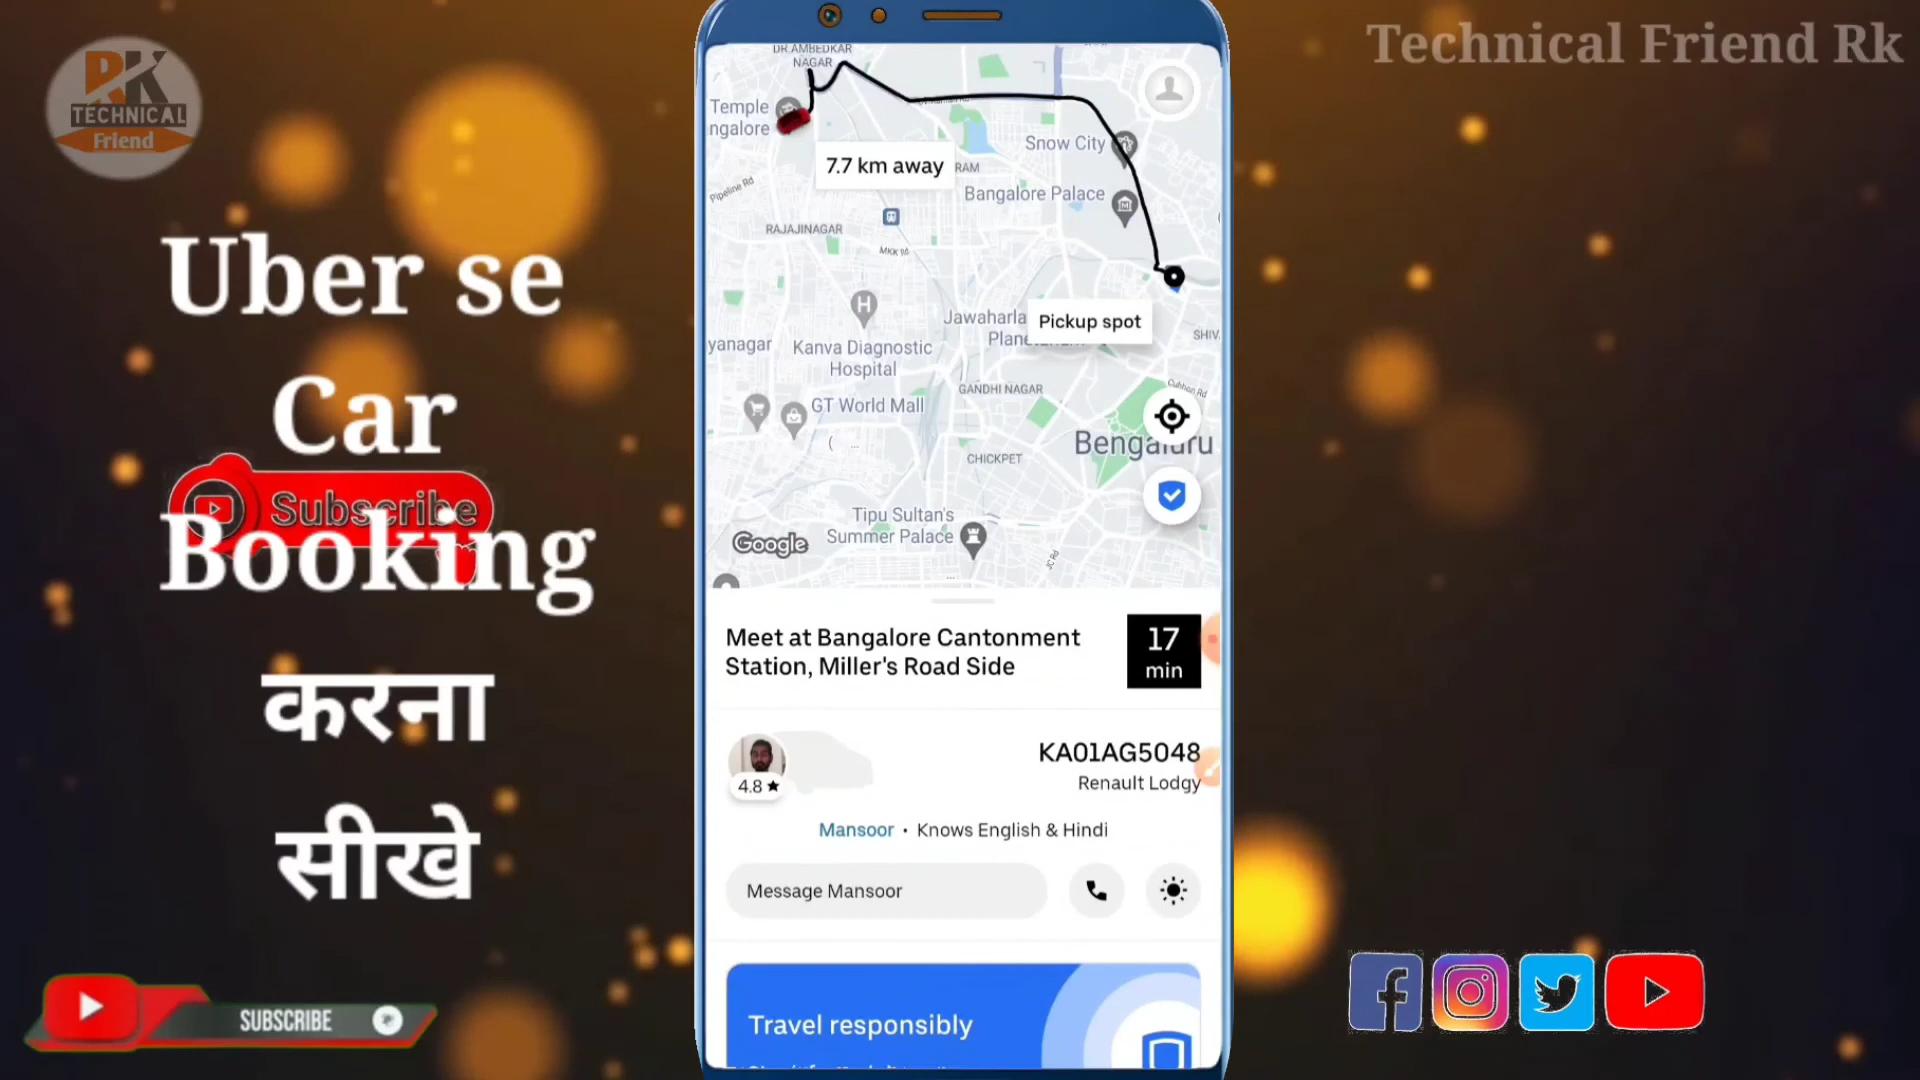 Technical Friend Rk
RK
TECHNICAL
Friend
Uber se
Car
Subscribe
Booking
करना
सीखे
SUBSCRIBE
DR.AMBEDKAR
NAGAR
Temple
ngalore
Snow City
7.7 km away
RAM
Pipeline Rd
Bangalore Palace
RAJAJINAGAR
MKK Rd
H
Jawaharla
Plane
Pickup spot
SHIV
yanagar
Kanva Diagnostic
Hospital
GANDHI NAGAR
Cubbon Rd
GT World Mall
Bengaluru
CHICKPET
Tipu Sultan's
Summer Palace
JC Rd
Google
Meet at Bangalore Cantonment
Station, Miller's Road Side
17
min
KA01AG5048
Renault Lodgy
4.8 ★
Mansoor • Knows English & Hindi
Message Mansoor
Travel responsibly